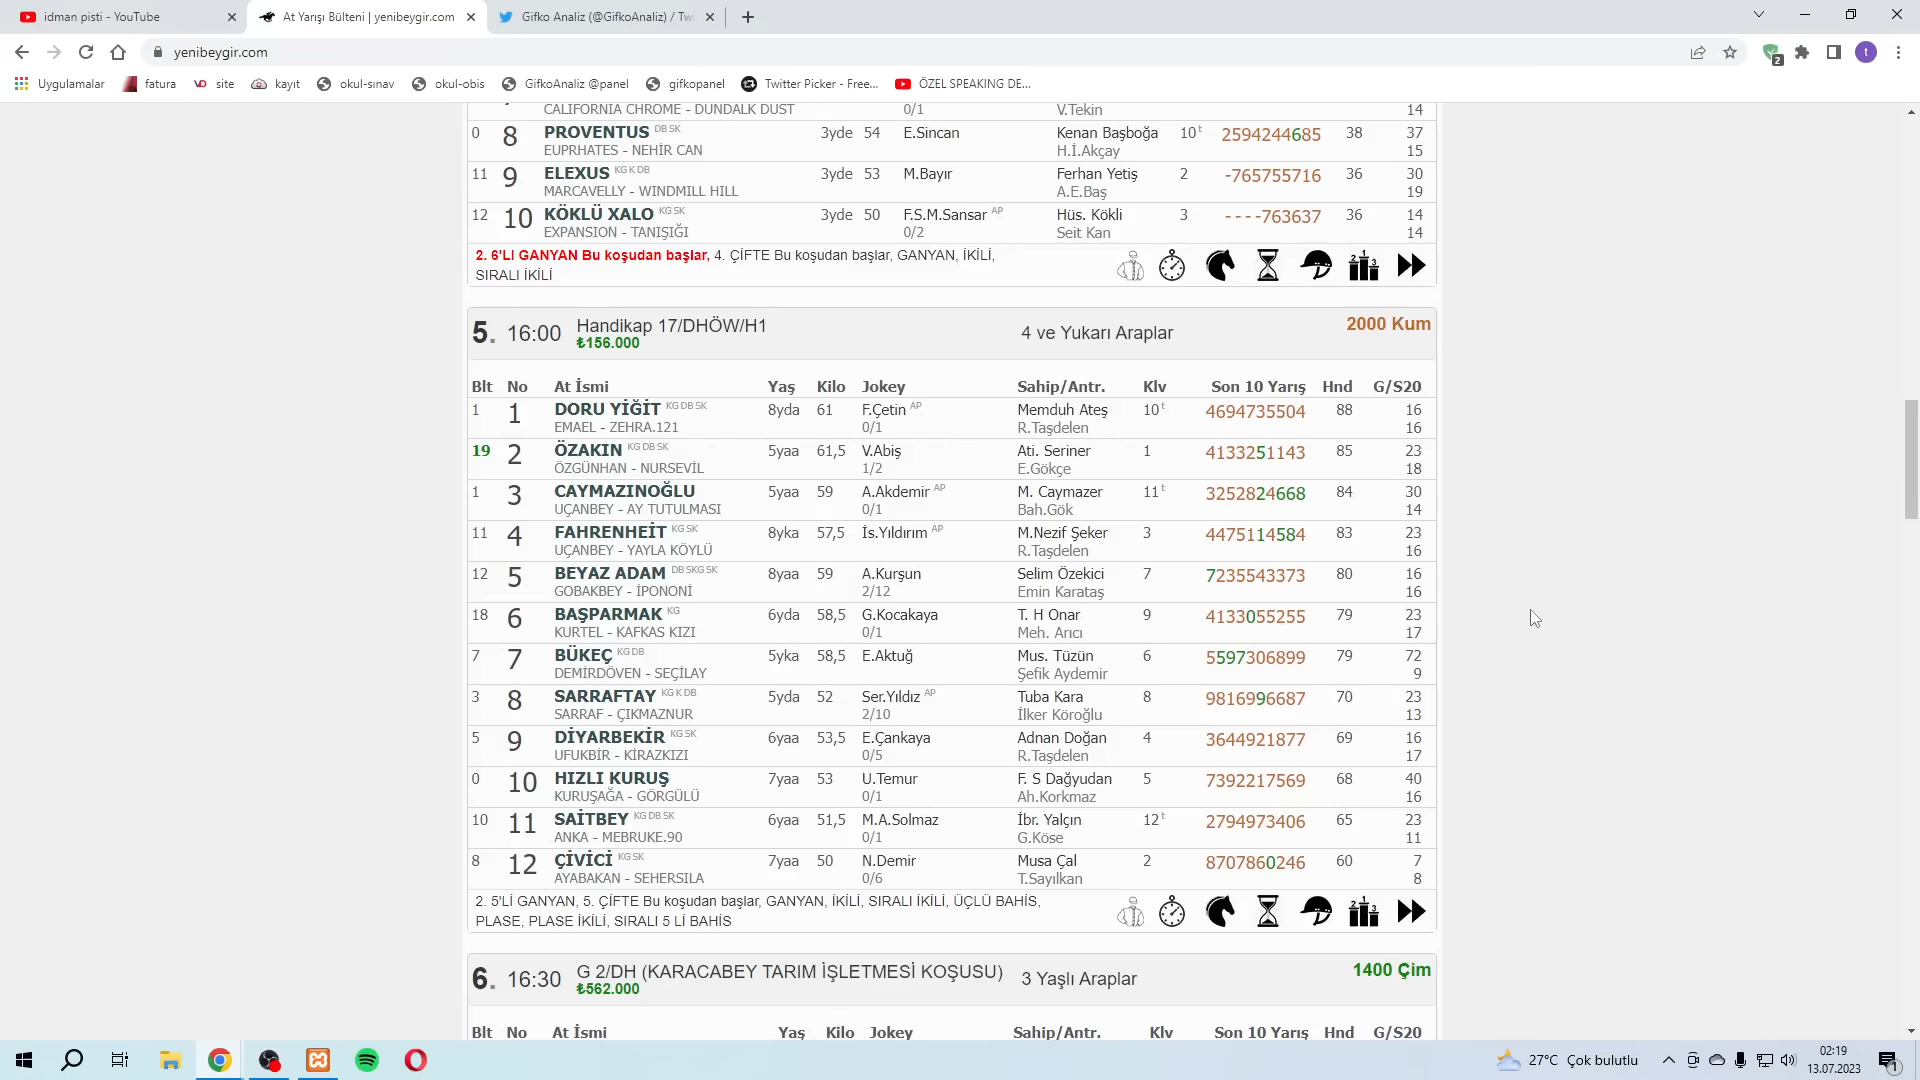 idman pisti - YouTube
At Yarışı Bülteni | yenibeygir.com
Gifko Analiz (@GifkoAnaliz) / Tw
yenibeygir.com
2
t
Uygulamalar
fatura
VD site
kayıt
okul-sınav
okul-obis
GifkoAnaliz @panel
gifkopanel
Twitter Picker - Free...
ÖZEL SPEAKING DE...
CALIFORNIA CHROME - DUNDALK DUST 0/1 V.Tekin 14
0 8 PROVENTUS DB SK 3yde 54 E.Sincan Kenan Başboğa 10 t 2594244685 38 37
EUPRHATES - NEHİR CAN H.İ.Akçay 15
11 9 ELEXUS KG K DB 3yde 53 M.Bayır Ferhan Yetiş 2 -765755716 36 30
MARCAVELLY - WINDMILL HILL A.E.Baş 19
12 10 KÖKLÜ XALO KG SK 3yde 50 F.S.M.Sansar AP Hüs. Kökli 3 ----763637 36 14
EXPANSION - TANIŞIĞI 0/2 Seit Kan 14
2. 6'LI GANYAN Bu koşudan başlar, 4. ÇİFTE Bu koşudan başlar, GANYAN, İKİLİ,
SIRALI İKİLİ
5. 16:00 Handikap 17/DHÖW/H1 4 ve Yukarı Araplar 2000 Kum
₺156.000
Blt No At İsmi Yaş Kilo Jokey Sahip/Antr. Klv Son 10 Yarış Hnd G/S20
1 1 DORU YİĞİT KG DB SK 8yda 61 F.Çetin AP Memduh Ateş 10 t 4694735504 88 16
EMAEL - ZEHRA.121 0/1 R.Taşdelen 16
19 2 ÖZAKIN KG DB SK 5yaa 61,5 V.Abiş Ati. Seriner 1 4133251143 85 23
ÖZGÜNHAN - NURSEVİL 1/2 E.Gökçe 18
1 3 CAYMAZINOĞLU 5yaa 59 A.Akdemir AP M. Caymazer 11 t 3252824668 84 30
UÇANBEY - AY TUTULMASI 0/1 Bah.Gök 14
11 4 FAHRENHEİT KG SK 8yka 57,5 İs.Yıldırım AP M.Nezif Şeker 3 4475114584 83 23
UÇANBEY - YAYLA KÖYLÜ R.Taşdelen 16
12 5 BEYAZ ADAM DB SKG SK 8yaa 59 A.Kurşun Selim Özekici 7 7235543373 80 16
GOBAKBEY - İPONONİ 2/12 Emin Karataş 16
18 6 BAŞPARMAK KG 6yda 58,5 G.Kocakaya T. H Onar 9 4133055255 79 23
KURTEL - KAFKAS KIZI 0/1 Meh. Arıcı 17
7 7 BÜKEÇ KG DB 5yka 58,5 E.Aktuğ Mus. Tüzün 6 5597306899 79 72
DEMİRDÖVEN - SEÇİLAY Şefik Aydemir 9
3 8 SARRAFTAY KG K DB 5yda 52 Ser.Yıldız AP Tuba Kara 8 9816996687 70 23
SARRAF - ÇIKMAZNUR 2/10 İlker Köroğlu 13
5 9 DİYARBEKİR KG SK 6yaa 53,5 E.Çankaya Adnan Doğan 4 3644921877 69 16
UFUKBİR - KİRAZKIZI 0/5 R.Taşdelen 17
0 10 HIZLI KURUŞ 7yaa 53 U.Temur F. S Dağyudan 5 7392217569 68 40
KURUŞAĞA - GÖRGÜLÜ 0/1 Ah.Korkmaz 16
10 11 SAİTBEY KG DB SK 6yaa 51,5 M.A.Solmaz İbr. Yalçın 12 t 2794973406 65 23
ANKA - MEBRUKE.90 0/1 G.Köse 11
8 12 ÇİVİCİ KG SK 7yaa 50 N.Demir Musa Çal 2 8707860246 60 7
AYABAKAN - SEHERSILA 0/6 T.Sayılkan 8
2. 5'Lİ GANYAN, 5. ÇİFTE Bu koşudan başlar, GANYAN, İKİLİ, SIRALI İKİLİ, ÜÇLÜ BAHİS,
PLASE, PLASE İKİLİ, SIRALI 5 Lİ BAHİS
6. 16:30 G 2/DH (KARACABEY TARIM İŞLETMESİ KOŞUSU) 3 Yaşlı Araplar 1400 Çim
₺562.000
Blt No At İsmi Yaş Kilo Jokey Sahip/Antr. Klv Son 10 Yarış Hnd G/S20
27°C Çok bulutlu
02:19
13.07.2023
1